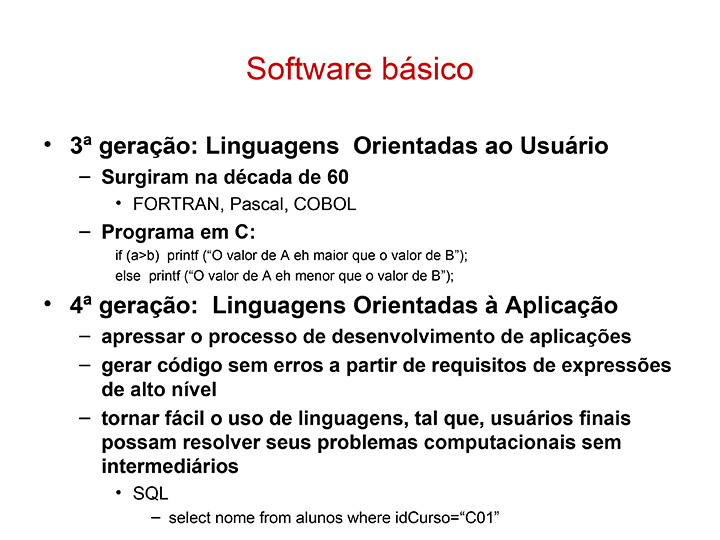 Software básico
• 3ª geração: Linguagens  Orientadas ao Usuário
– Surgiram na década de 60
• FORTRAN, Pascal, COBOL
– Programa em C:
if (a>b)  printf (“O valor de A eh maior que o valor de B”);
else  printf (“O valor de A eh menor que o valor de B”);
• 4ª geração:  Linguagens Orientadas à Aplicação
– apressar o processo de desenvolvimento de aplicações
– gerar código sem erros a partir de requisitos de expressões
de alto nível
– tornar fácil o uso de linguagens, tal que, usuários finais
possam resolver seus problemas computacionais sem
intermediários
• SQL
– select nome from alunos where idCurso=“C01”